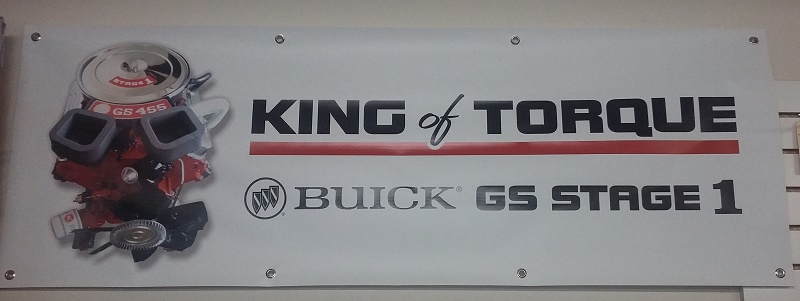 STAGE 1
GS 455
KING of TORQUE
BUICK® GS STAGE 1